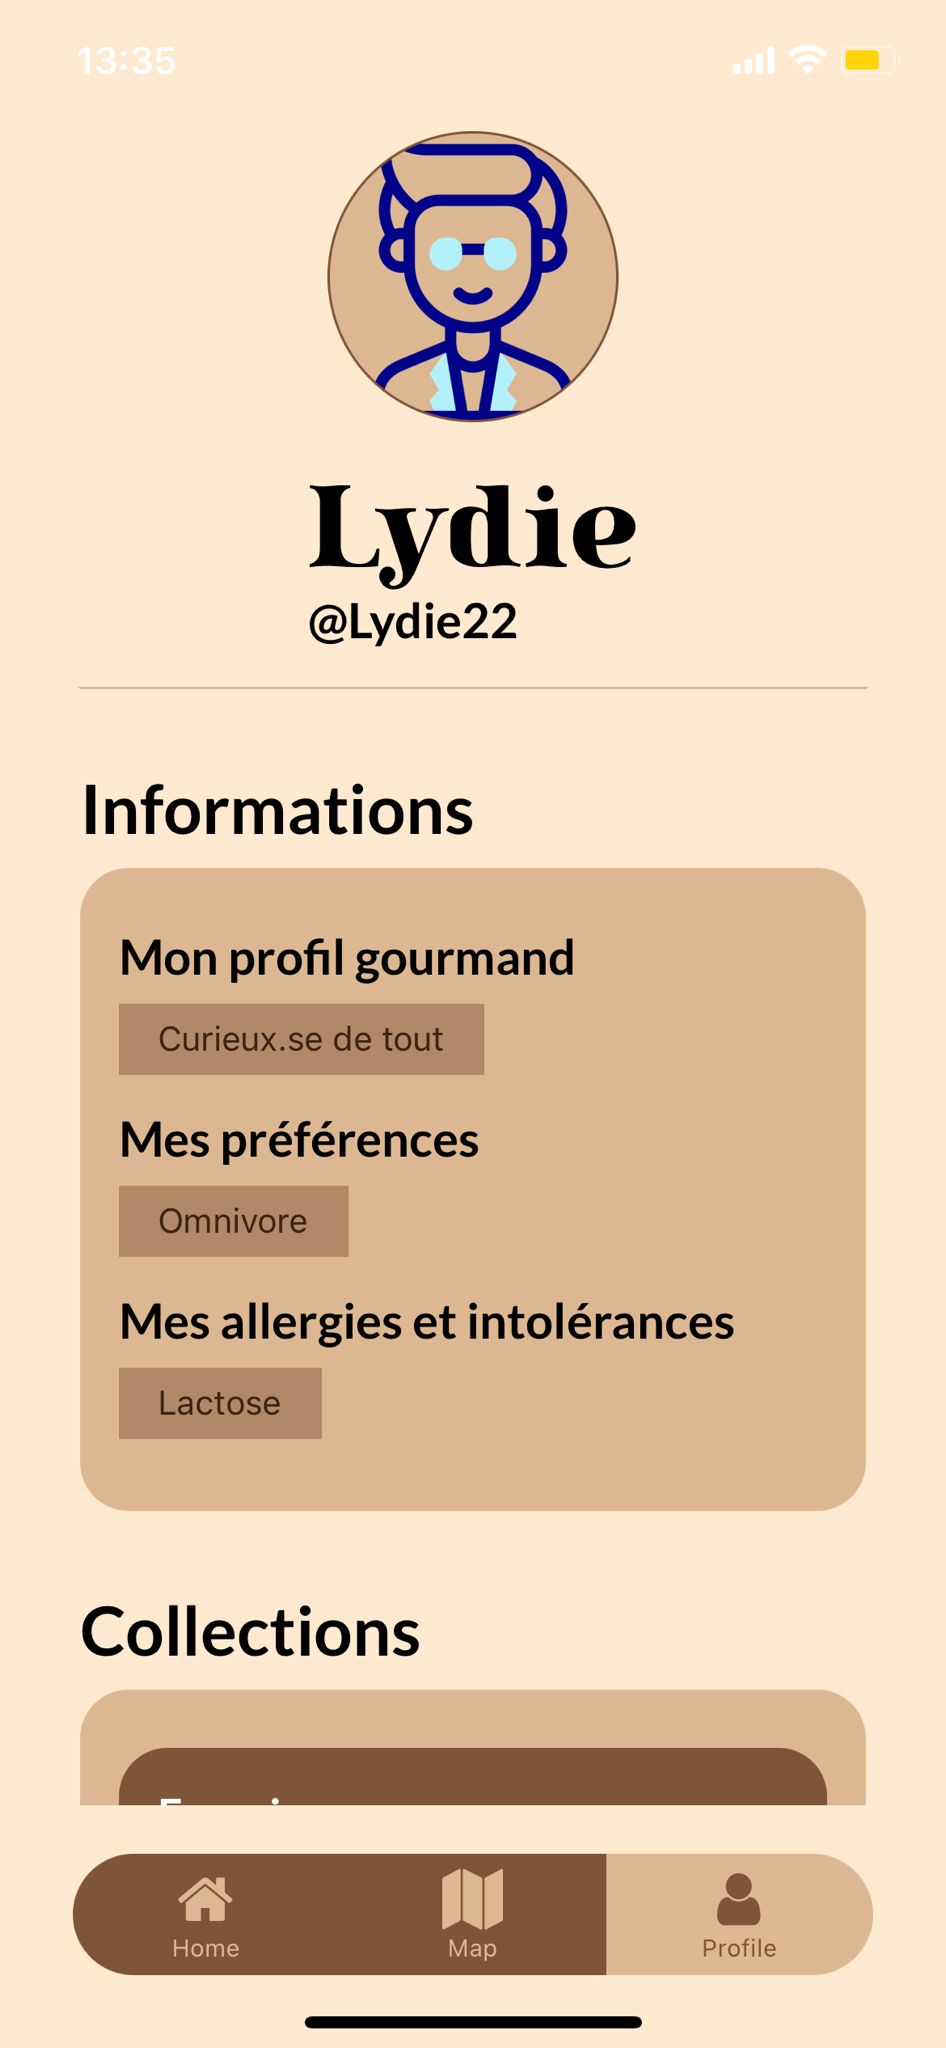 13:35
Lydie
@Lydie22
Informations
Mon profil gourmand
Curieux.se de tout
Mes préférences
Omnivore
Mes allergies et intolérances
Lactose
Collections
Home
Map
Profile